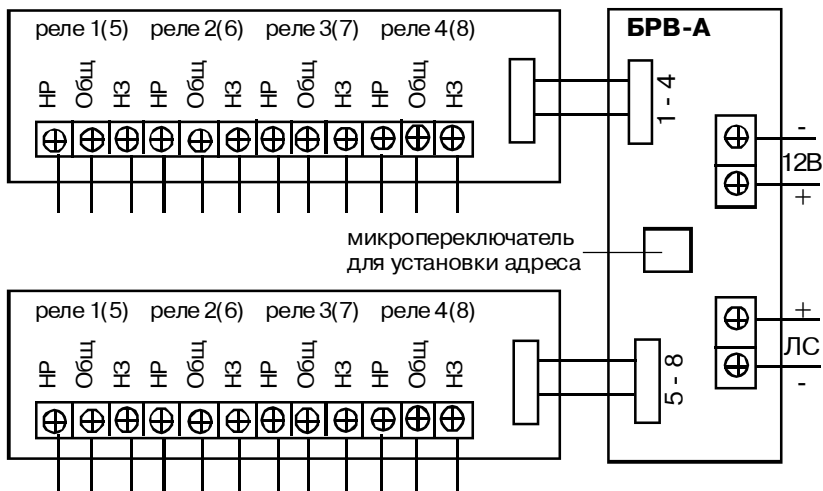 реле 1(5) реле 2(6) реле 3(7) реле 4(8)
НР Общ НЗ НР Общ НЗ НР Общ НЗ НР Общ НЗ
БРВ-А
1 - 4
-
12В
+
микропереключатель
для установки адреса
реле 1(5) реле 2(6) реле 3(7) реле 4(8)
НР Общ НЗ НР Общ НЗ НР Общ НЗ НР Общ НЗ
5 - 8
+
ЛС
-